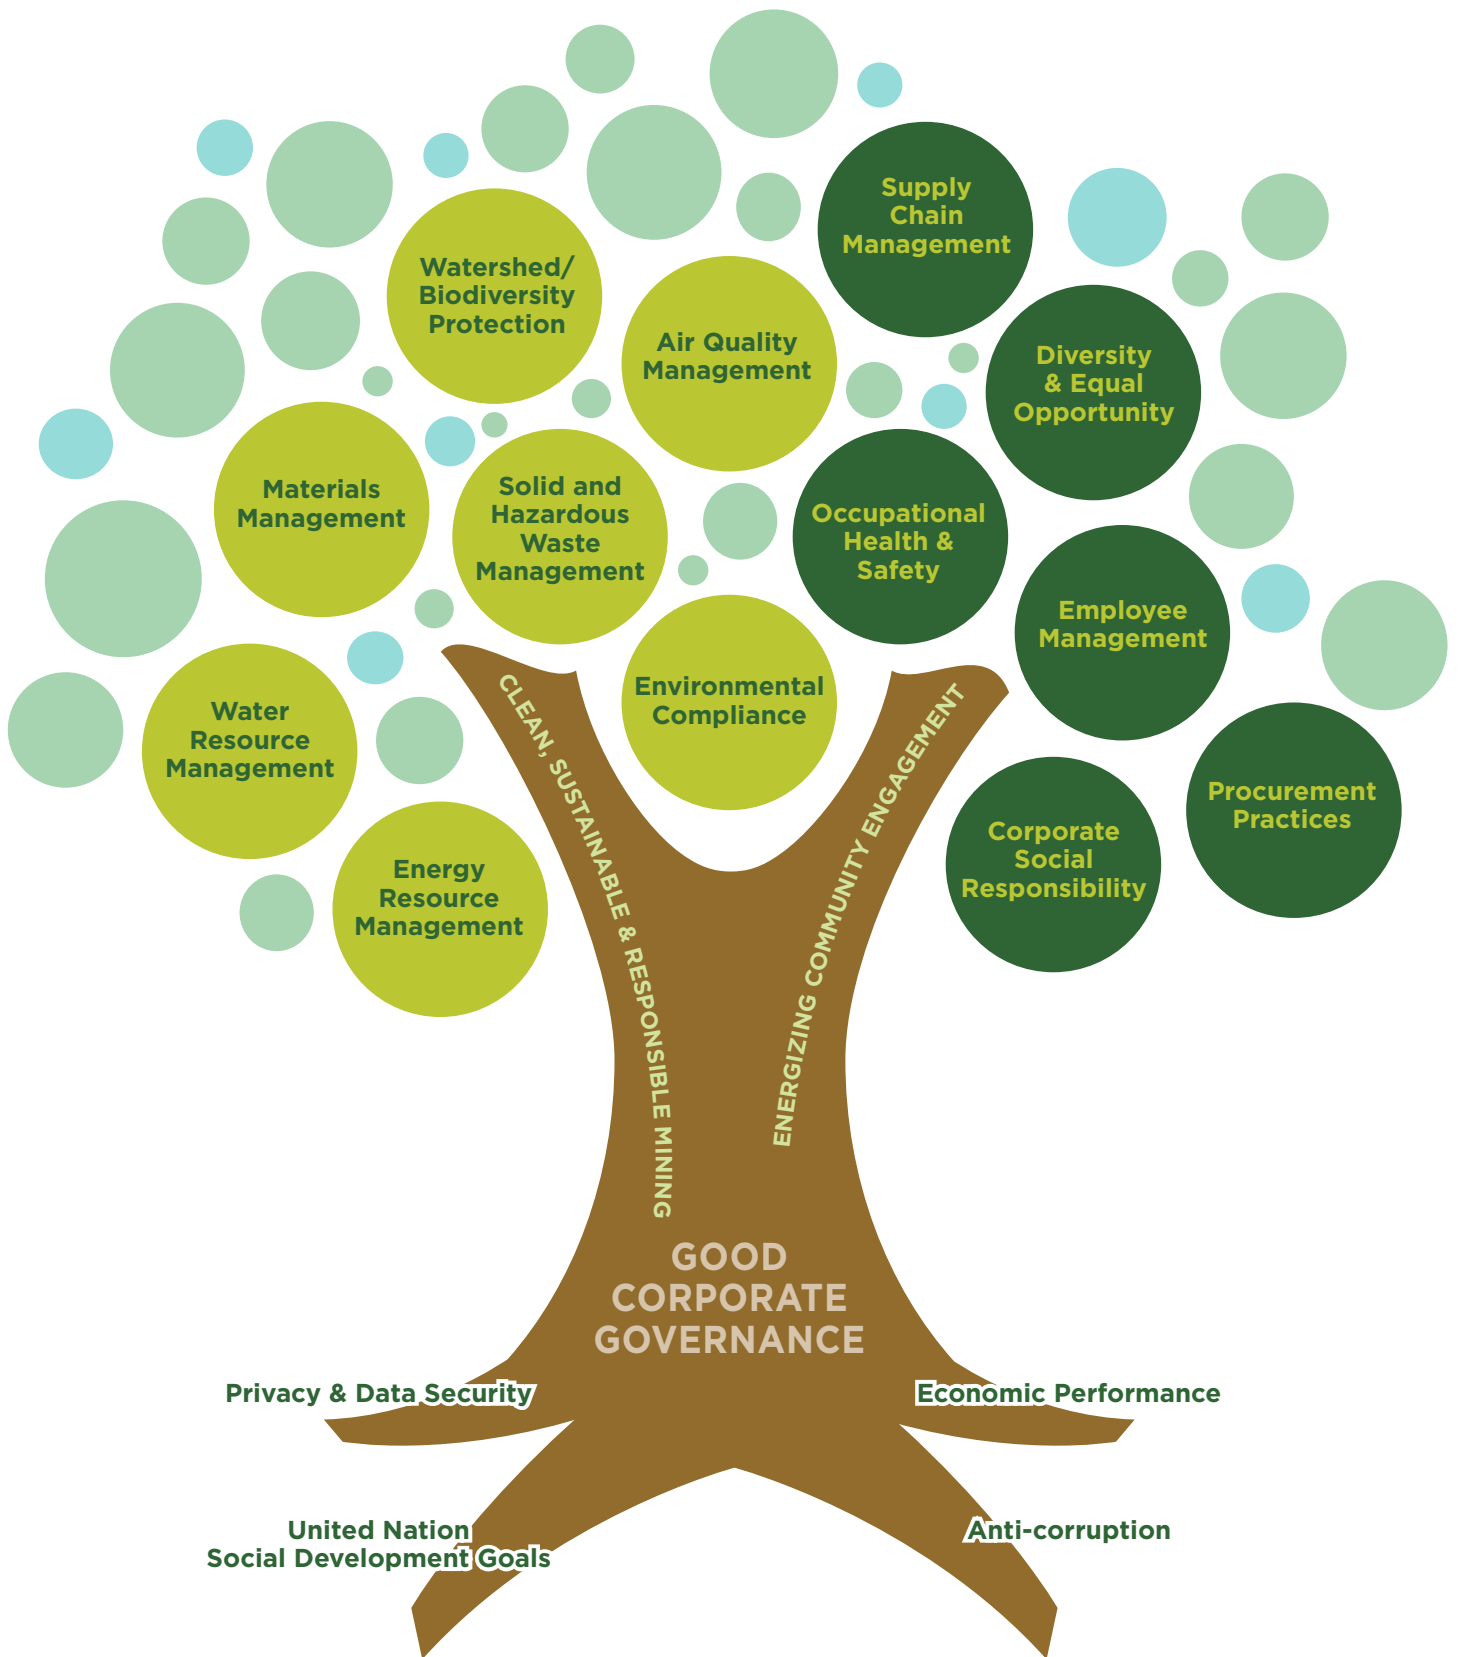 Supply
Chain
Management
Watershed/
Biodiversity
Protection
Air Quality
Management
Diversity
& Equal
Opportunity
Materials
Management
Solid and
Hazardous
Waste
Management
Occupational
Health &
Safety
Employee
Management
Environmental
Compliance
Water
Resource
Management
Procurement
Practices
Corporate
Social
Responsibility
Energy
Resource
Management
CLEAN, SUSTAINABLE & RESPONSIBLE MINING
ENERGIZING COMMUNITY ENGAGEMENT
GOOD
CORPORATE
GOVERNANCE
Privacy & Data Security
Economic Performance
United Nation
Social Development Goals
Anti-corruption